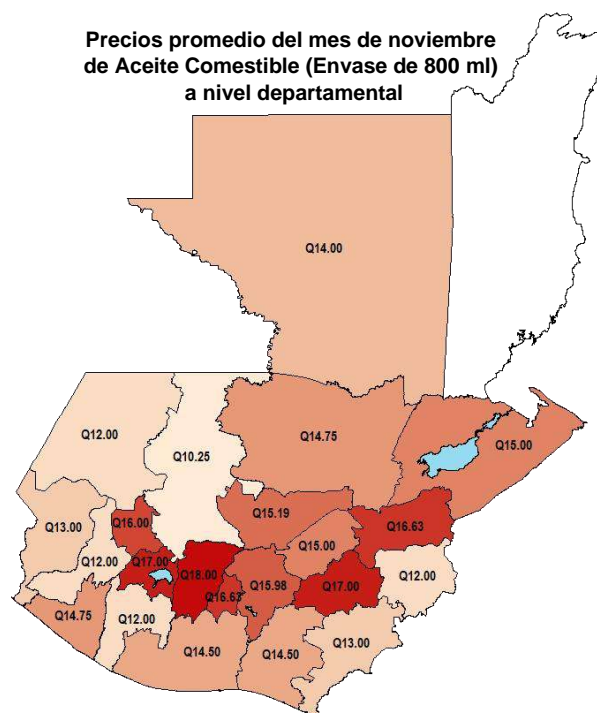 Precios promedio del mes de noviembre
de Aceite Comestible (Envase de 800 ml)
a nivel departamental
Q14.00
Q12.00
Q10.25
Q14.75
Q15.00
Q13.00
Q16.00
Q15.19
Q16.63
Q12.00
Q17.00
Q18.00
Q15.00
Q16.63
Q15.98
Q17.00
Q12.00
Q14.75
Q12.00
Q14.50
Q14.50
Q13.00